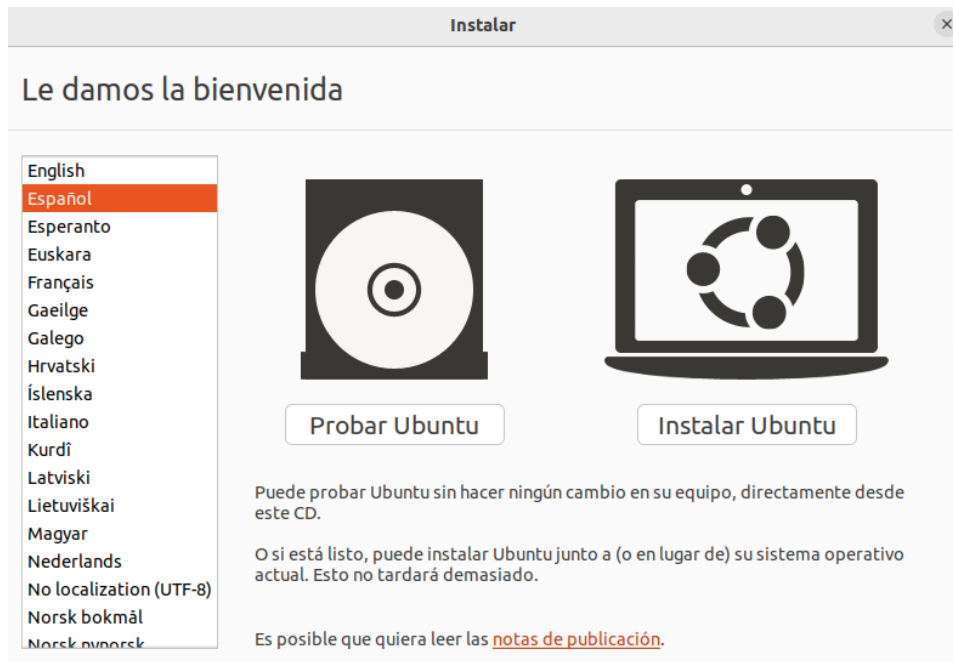 Instalar
Le damos la bienvenida
English
Español
Esperanto
Euskara
Français
Gaeilge
Galego
Hrvatski
Íslenska
Italiano
Kurdî
Latviski
Lietuviškai
Magyar
Nederlands
No localization (UTF-8)
Norsk bokmål
Norsk nynorsk
Probar Ubuntu
Instalar Ubuntu
Puede probar Ubuntu sin hacer ningún cambio en su equipo, directamente desde
este CD.
O si está listo, puede instalar Ubuntu junto a (o en lugar de) su sistema operativo
actual. Esto no tardará demasiado.
Es posible que quiera leer las notas de publicación.